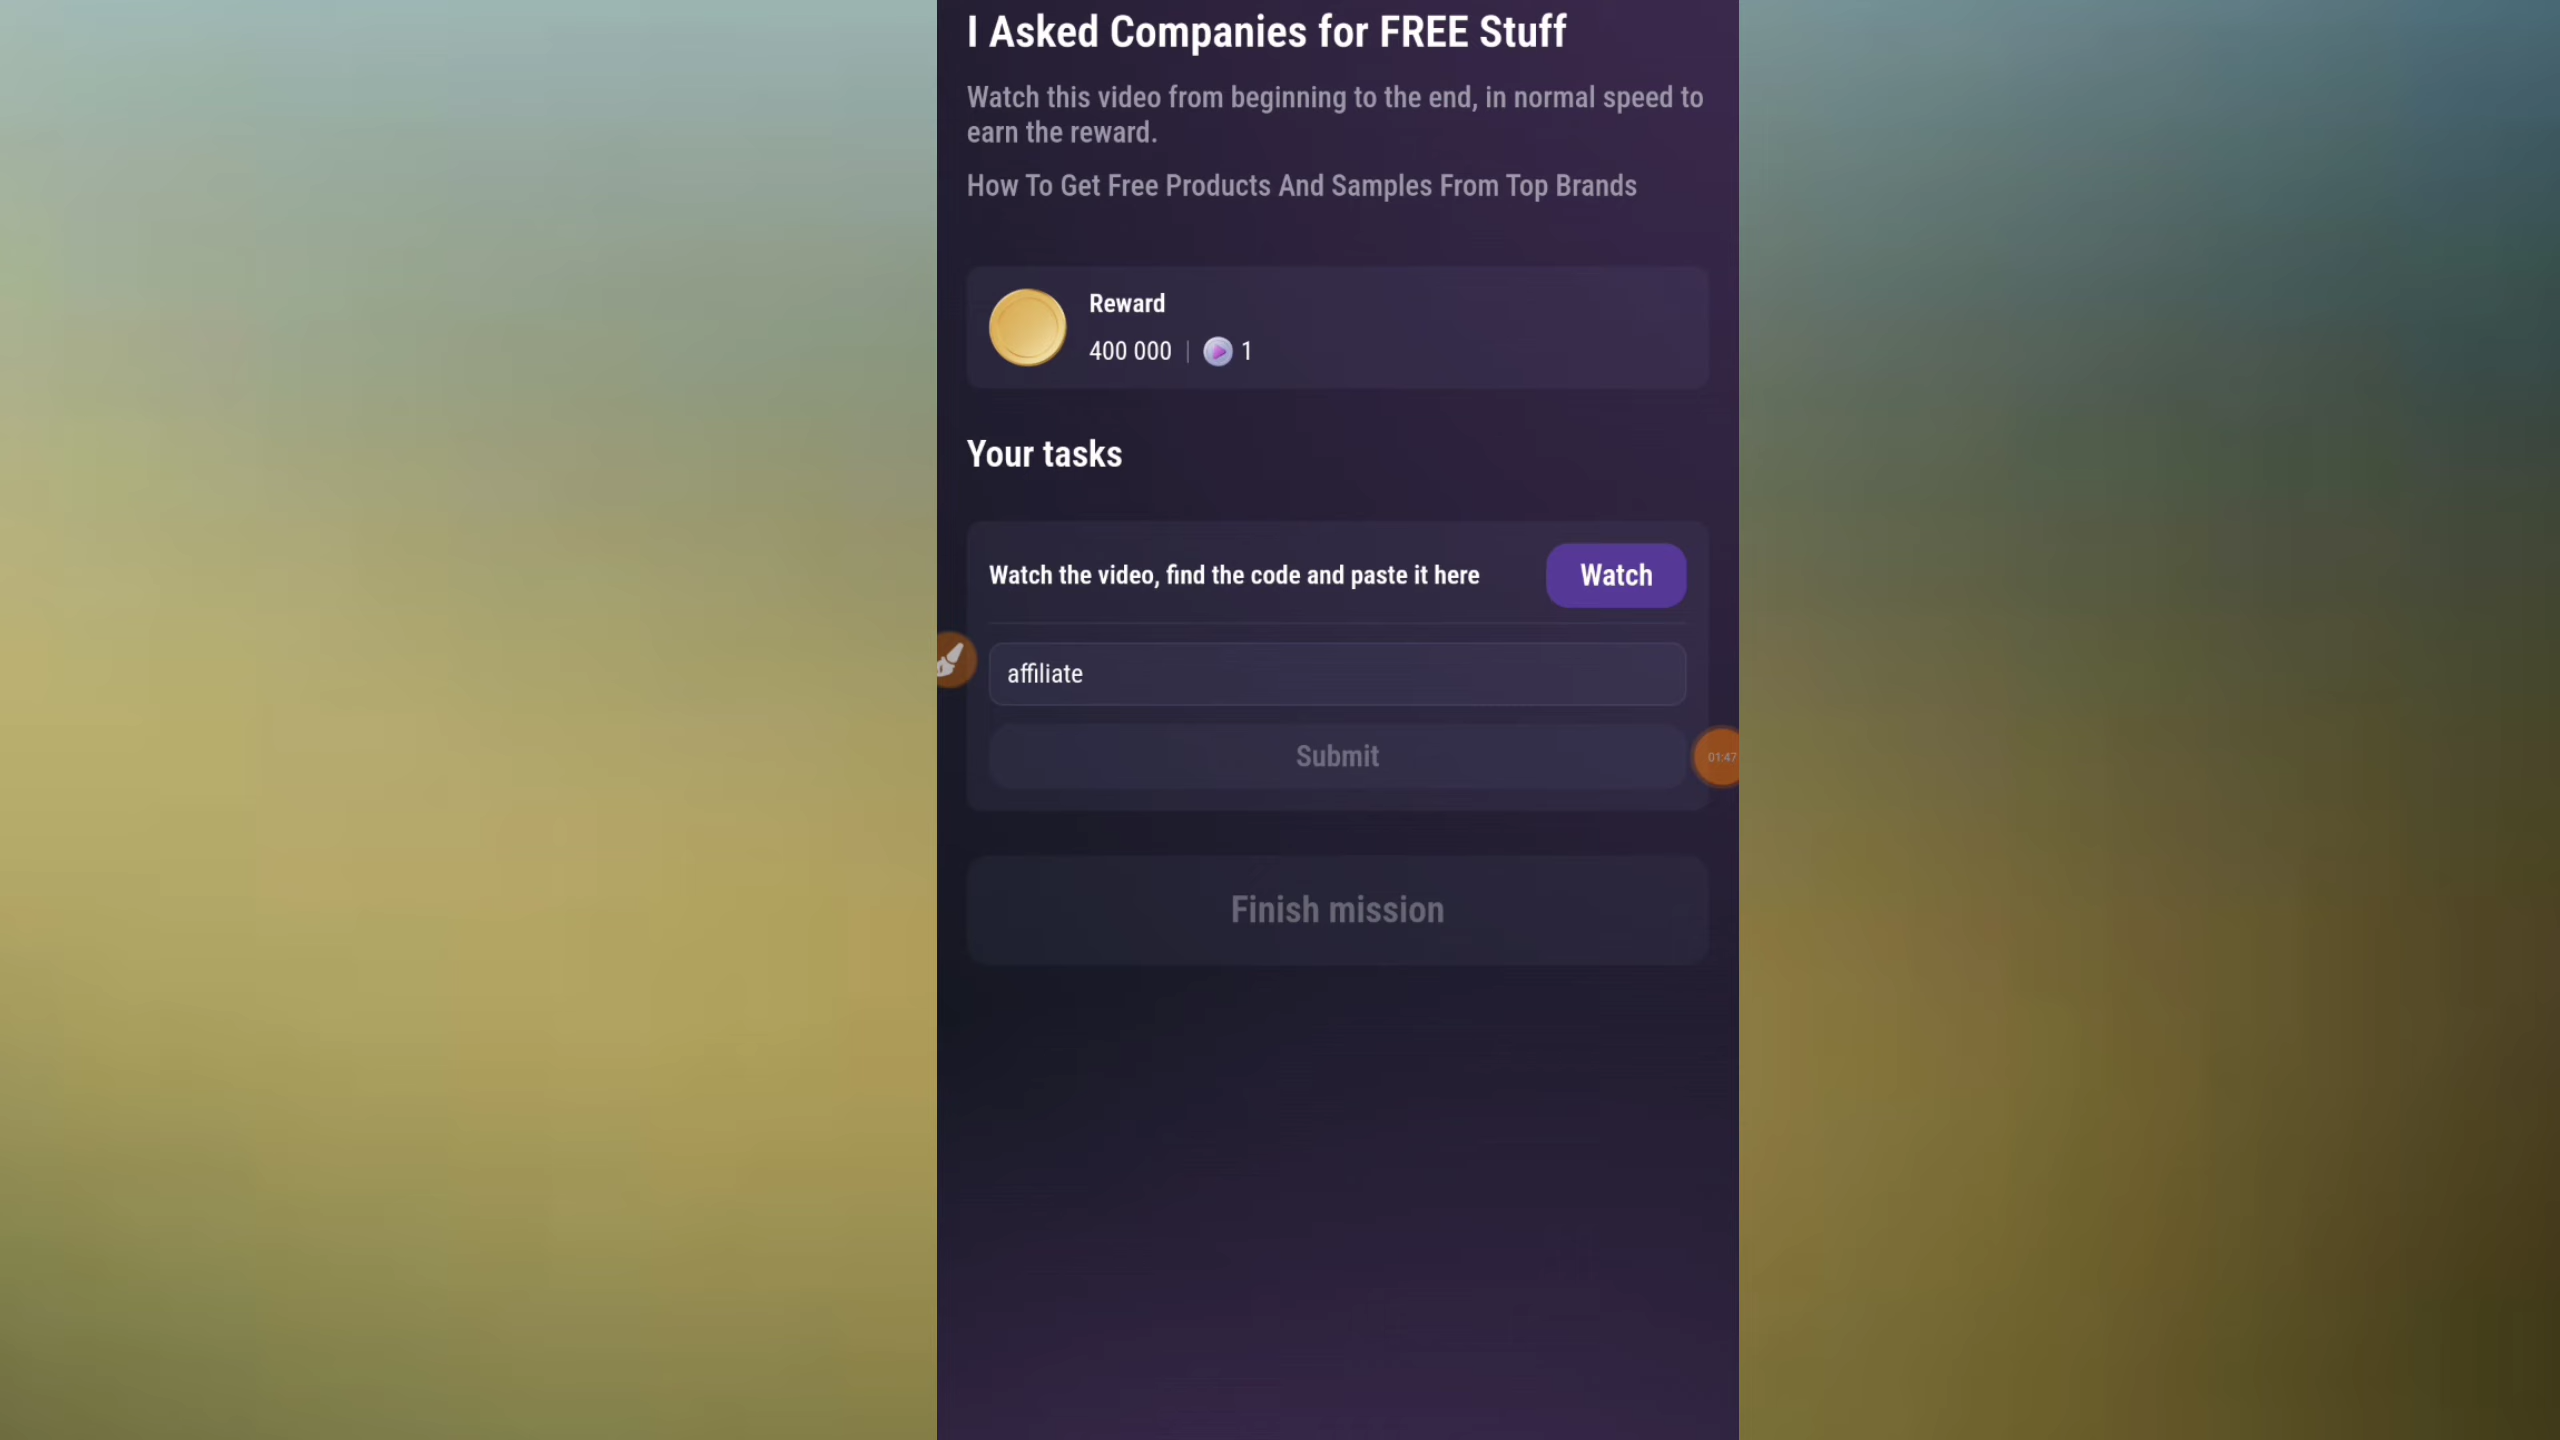 I Asked Companies for FREE Stuff
Watch this video from beginning to the end, in normal speed to
earn the reward.
How To Get Free Products And Samples From Top Brands
Reward
400 000 | 1
Your tasks
Watch the video, find the code and paste it here
Watch
affiliate
Submit
01:47
Finish mission